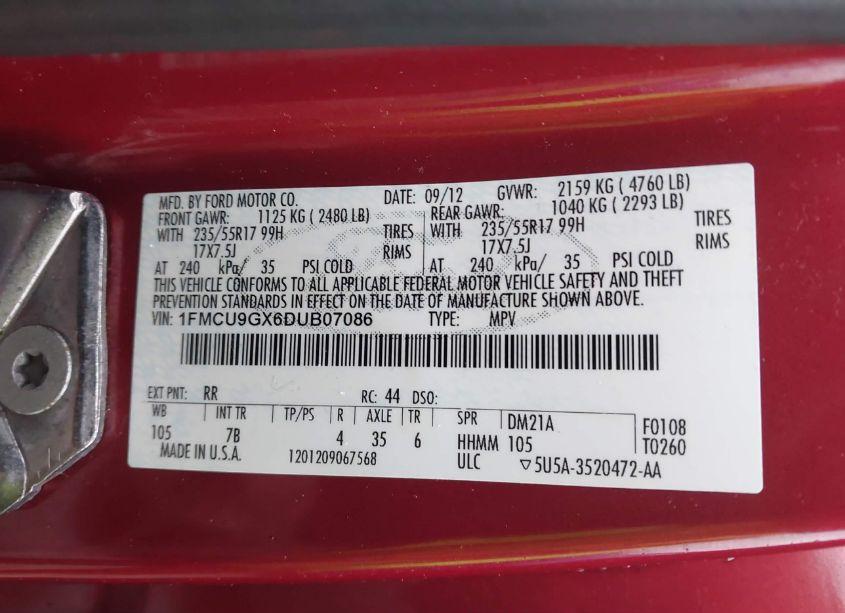 MFD. BY FORD MOTOR CO. DATE: 09/12 GVWR: 2159 KG ( 4760 LB)
FRONT GAWR: 1125 KG ( 2480 LB) REAR GAWR: 1040 KG ( 2293 LB)
WITH 235/55R17 99H TIRES WITH 235/55R17 99H TIRES
17X7.5J RIMS 17X7.5J RIMS
AT 240 kPa/ 35 PSI COLD AT 240 kPa/ 35 PSI COLD
THIS VEHICLE CONFORMS TO ALL APPLICABLE FEDERAL MOTOR VEHICLE SAFETY AND THEFT
PREVENTION STANDARDS IN EFFECT ON THE DATE OF MANUFACTURE SHOWN ABOVE.
VIN: 1FMCU9GX6DUB07086 TYPE: MPV
EXT PNT: RR RC: 44 DSO:
WB INT TR TP/PS R AXLE TR SPR DM21A F0108
105 7B 4 35 6 HHMM 105 T0260
MADE IN U.S.A. 1201209067568 ULC ▽5U5A-3520472-AA